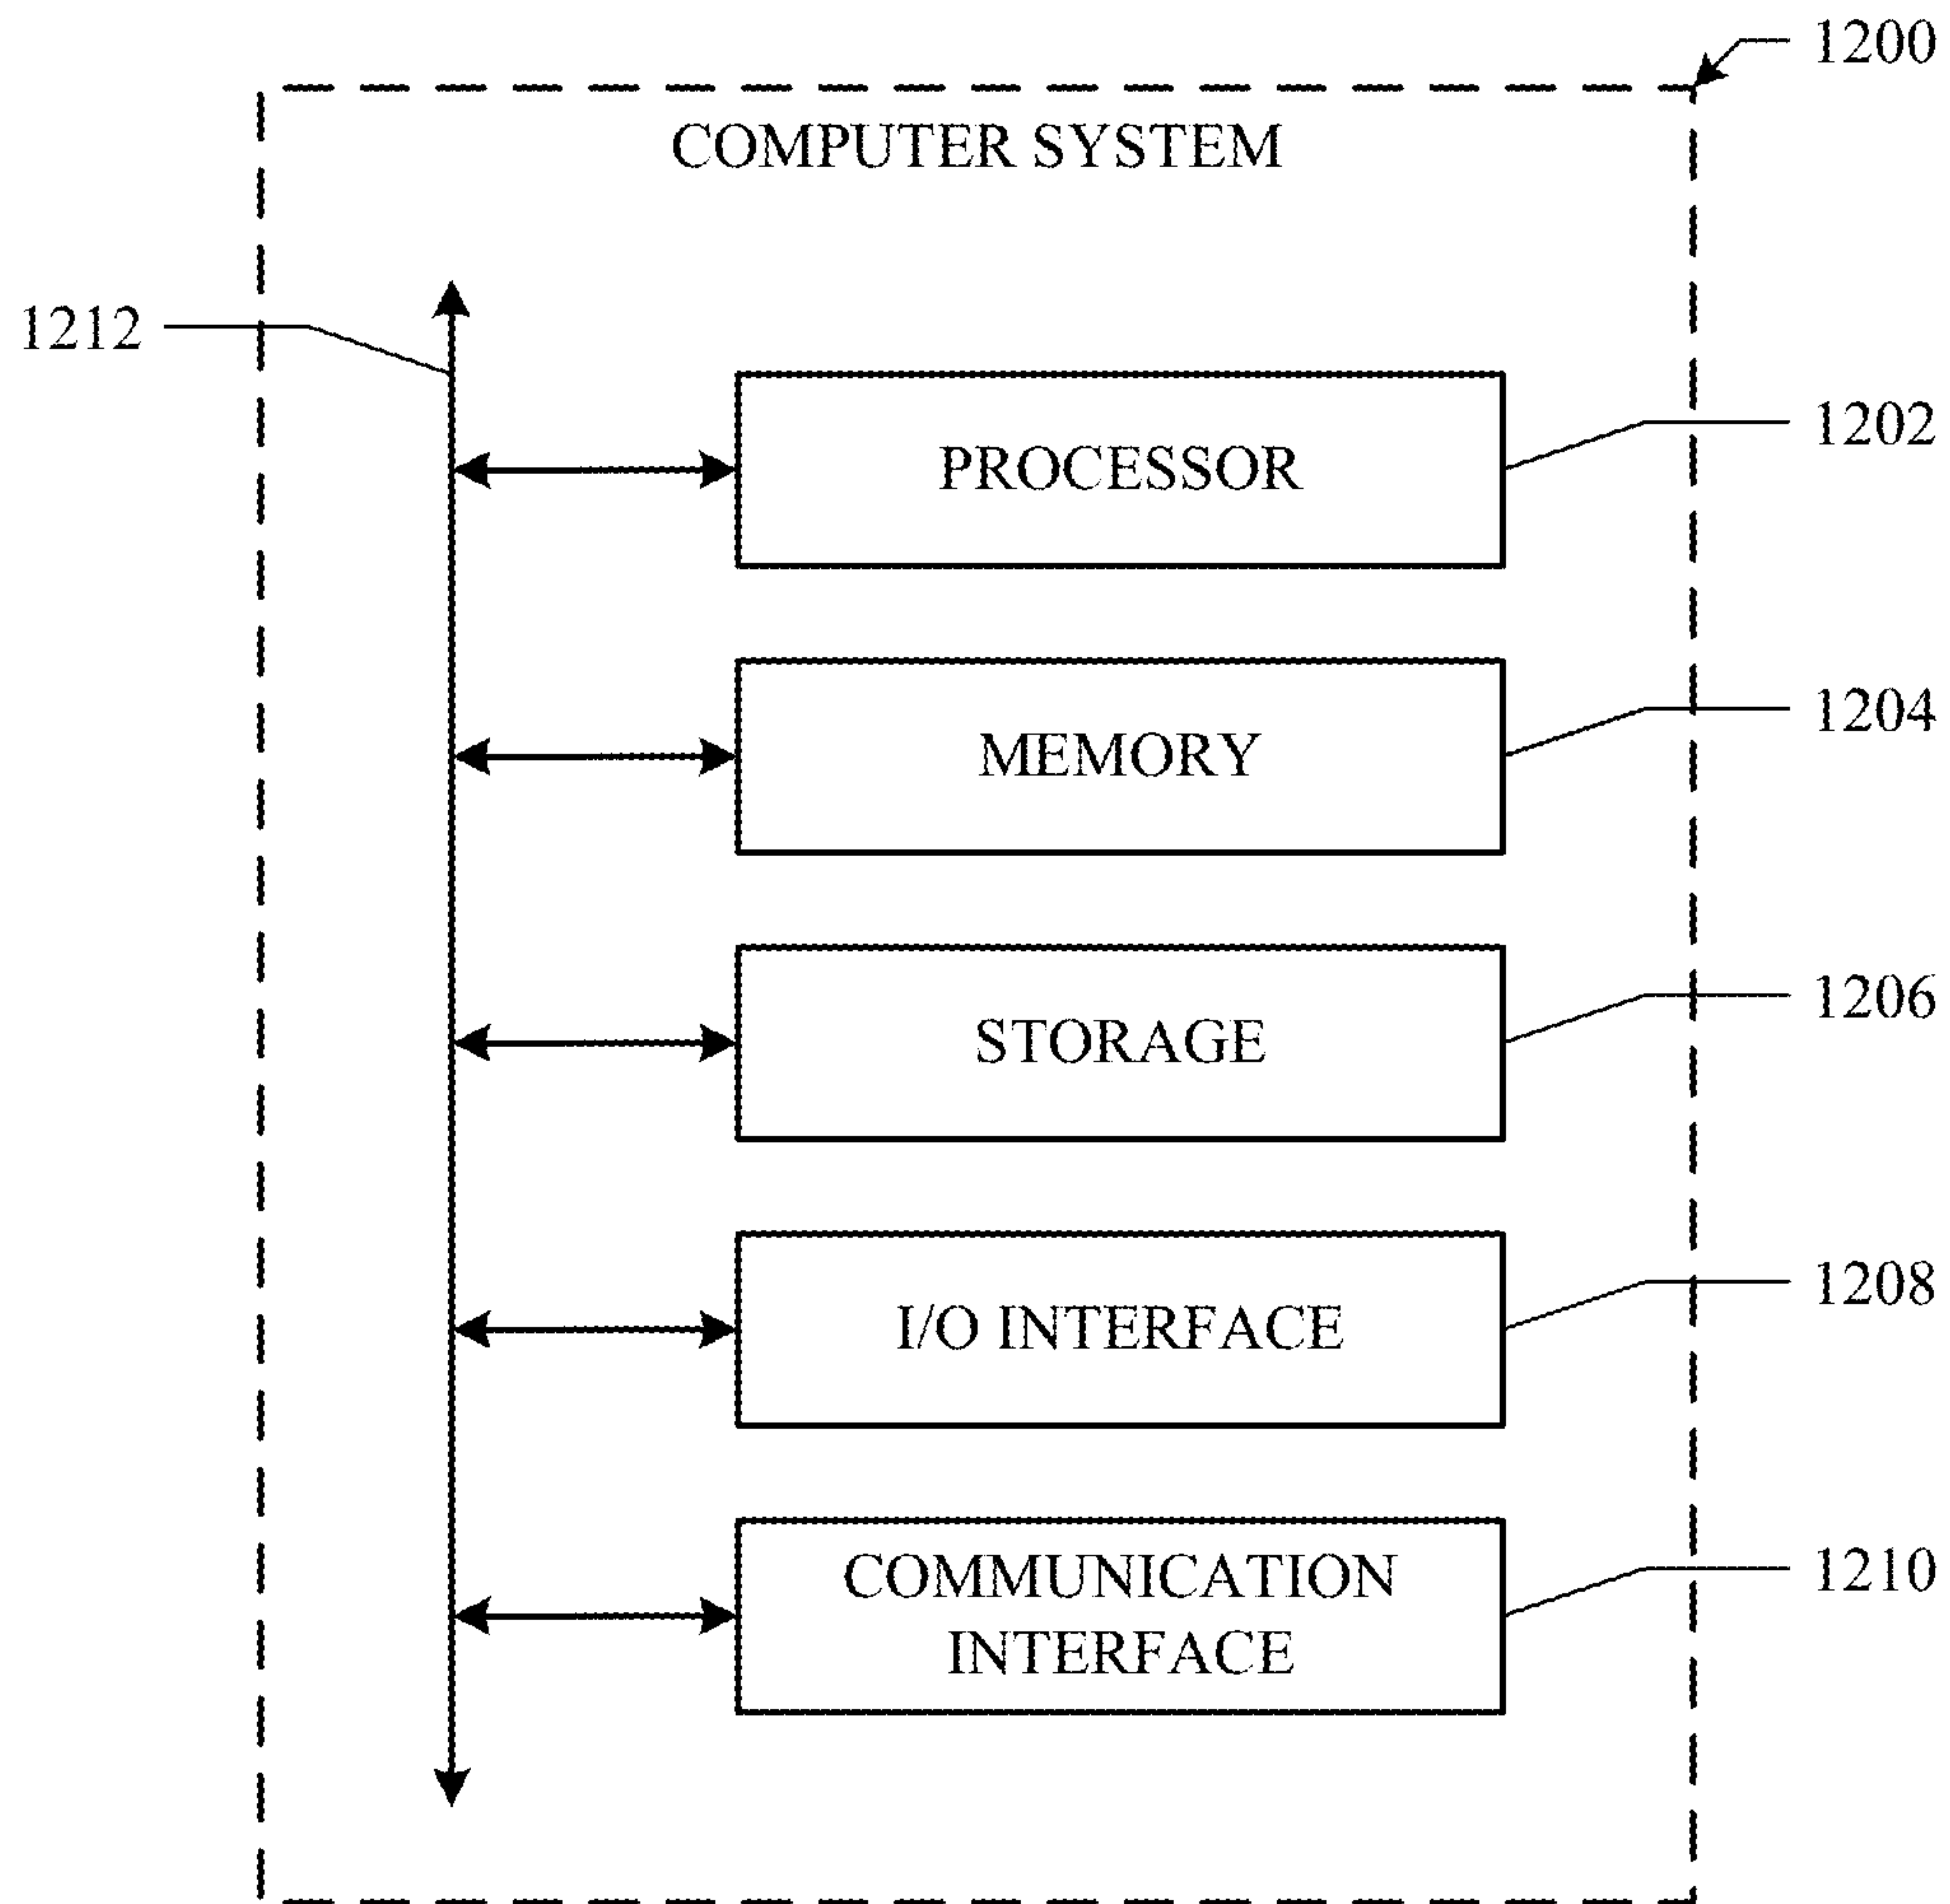 1200
COMPUTER SYSTEM
1212
1202
PROCESSOR
1204
MEMORY
1206
STORAGE
1208
I/O INTERFACE
1210
COMMUNICATION
INTERFACE